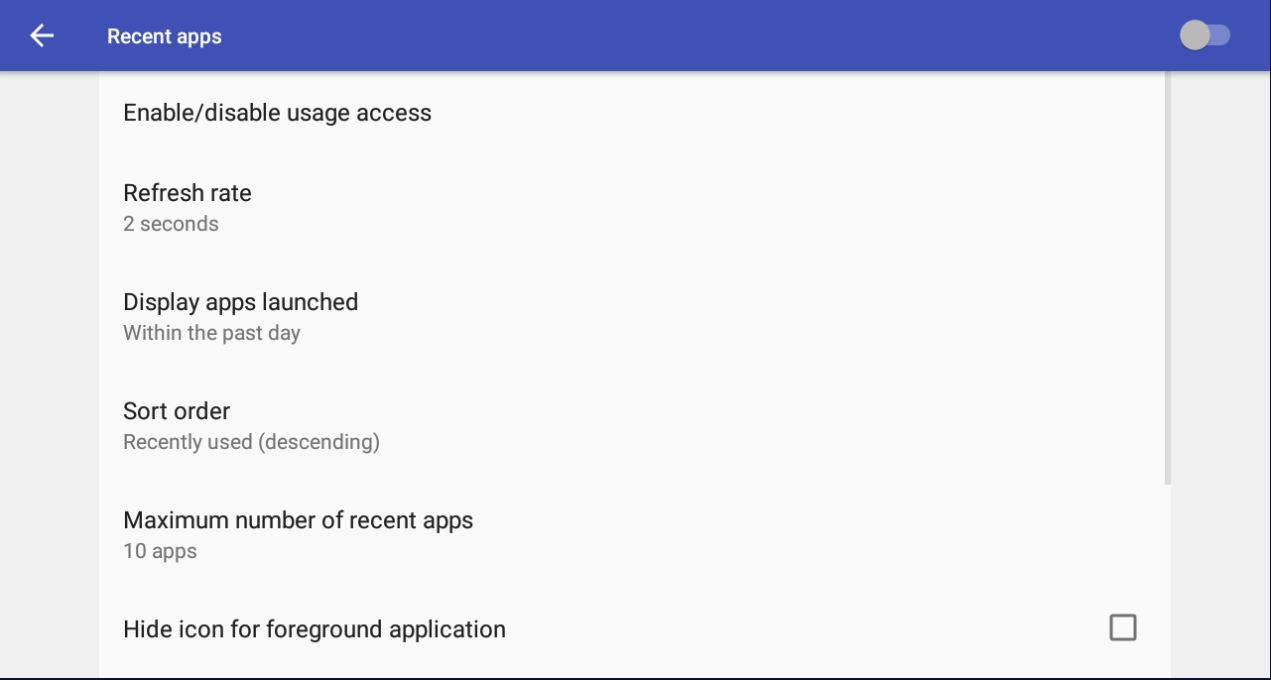 Recent apps
Enable/disable usage access
Refresh rate
2 seconds
Display apps launched
Within the past day
Sort order
Recently used (descending)
Maximum number of recent apps
10 apps
Hide icon for foreground application